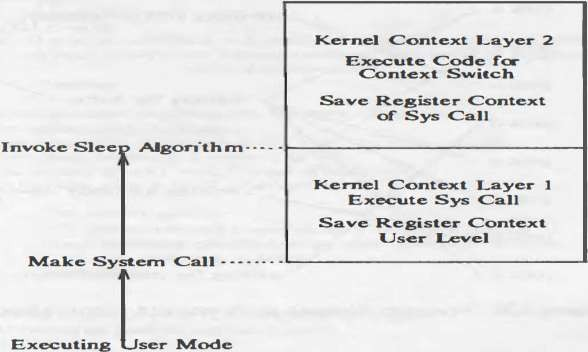 Kernel Context Layer 2
Execute Code for
Context Switch
Save Register Context
of Sys Call
Invoke Sleep Algorithm
Kernel Context Layer 1
Execute Sys Call
Save Register Context
User Level
Make System Call
Executing User Mode